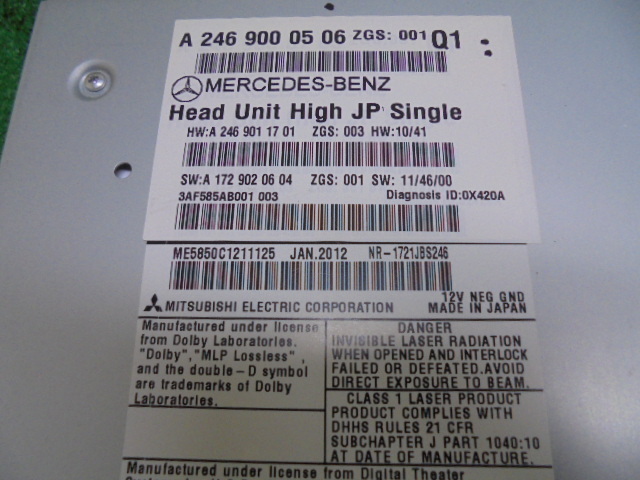 A 246 900 05 06 ZGS: 001 Q1
MERCEDES-BENZ
Head Unit High JP Single
HW:A 246 901 17 01 ZGS: 003 HW:10/41
SW:A 172 902 06 04 ZGS: 001 SW: 11/46/00
3AF585AB001 003 Diagnosis ID:0X420A
ME5850C1211125 JAN.2012 NR-1721JBS246
MITSUBISHI ELECTRIC CORPORATION
12V NEG GND
MADE IN JAPAN
Manufactured under license
from Dolby Laboratories.
"Dolby","MLP Lossless",
and the double-D symbol
are trademarks of Dolby
Laboratories.
DANGER
INVISIBLE LASER RADIATION
WHEN OPENED AND INTERLOCK
FAILED OR DEFEATED.AVOID
DIRECT EXPOSURE TO BEAM.
CLASS 1 LASER PRODUCT
PRODUCT COMPLIES WITH
DHHS RULES 21 CFR
SUBCHAPTER J PART 1040:10
AT DATE OF MANUFACTURE.
Manufactured under license from Digital Theater